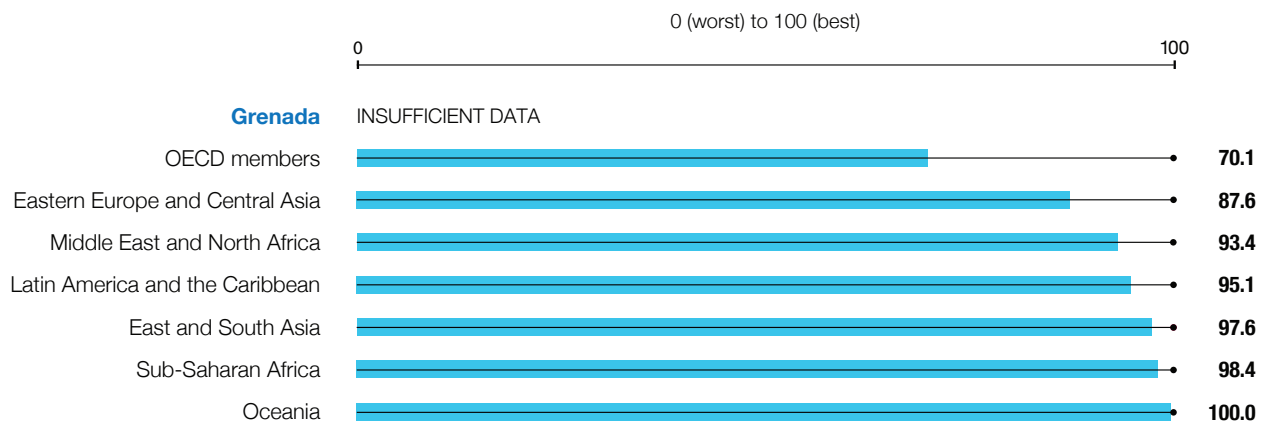 0 (worst) to 100 (best)
0 100
Grenada INSUFFICIENT DATA
OECD members 70.1
Eastern Europe and Central Asia 87.6
Middle East and North Africa 93.4
Latin America and the Caribbean 95.1
East and South Asia 97.6
Sub-Saharan Africa 98.4
Oceania 100.0